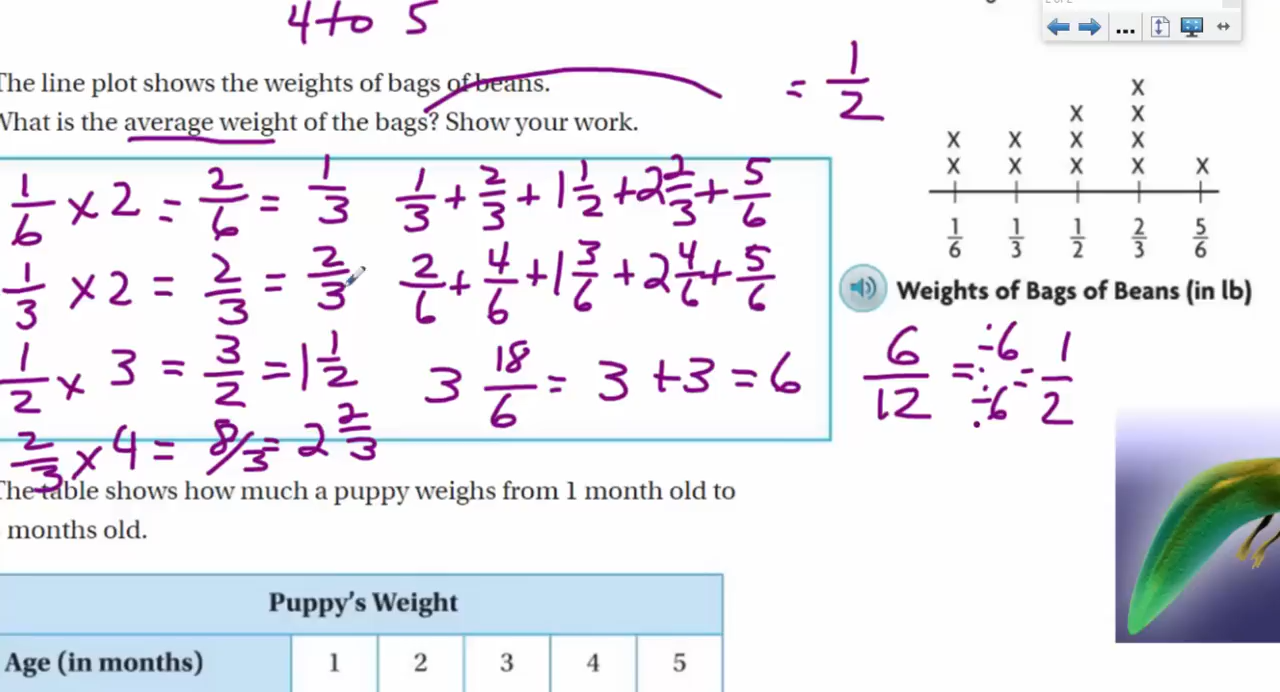 4 to 5
The line plot shows the weights of bags of beans.
What is the average weight of the bags? Show your work.
= 1/2
1/6 x 2 = 2/6 = 1/3
1/3 x 2 = 2/3 = 2/3
1/2 x 3 = 3/2 = 1 1/2
2/3 x 4 = 8/3 = 2 2/3
1/3 + 2/3 + 1 1/2 + 2 2/3 + 5/6
2/6 + 4/6 + 1 3/6 + 2 4/6 + 5/6
3 18/6 = 3 + 3 = 6
X
X X
X X X X
X X X X X
1/6 1/3 1/2 2/3 5/6
Weights of Bags of Beans (in lb)
6/12 = ÷6/÷6 = 1/2
The table shows how much a puppy weighs from 1 month old to
months old.
Puppy's Weight
Age (in months) 1 2 3 4 5